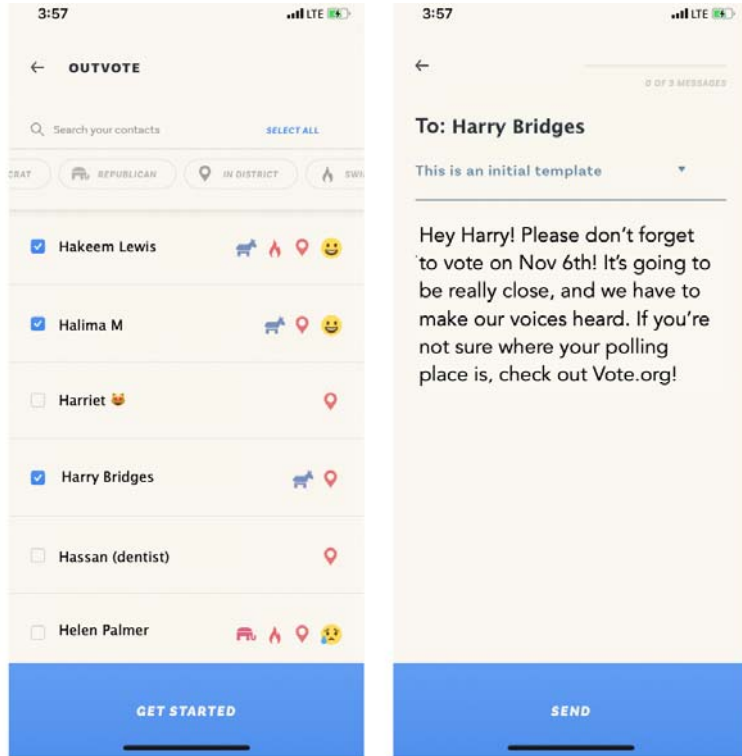 3:57
LTE
OUTVOTE
Search your contacts
SELECT ALL
CRAT
REPUBLICAN
IN DISTRICT
SWI
Hakeem Lewis
Halima M
Harriet
Harry Bridges
Hassan (dentist)
Helen Palmer
GET STARTED
3:57
LTE
0 OF 3 MESSAGES
To: Harry Bridges
This is an initial template
Hey Harry! Please don’t forget
to vote on Nov 6th! It’s going to
be really close, and we have to
make our voices heard. If you’re
not sure where your polling
place is, check out Vote.org!
SEND